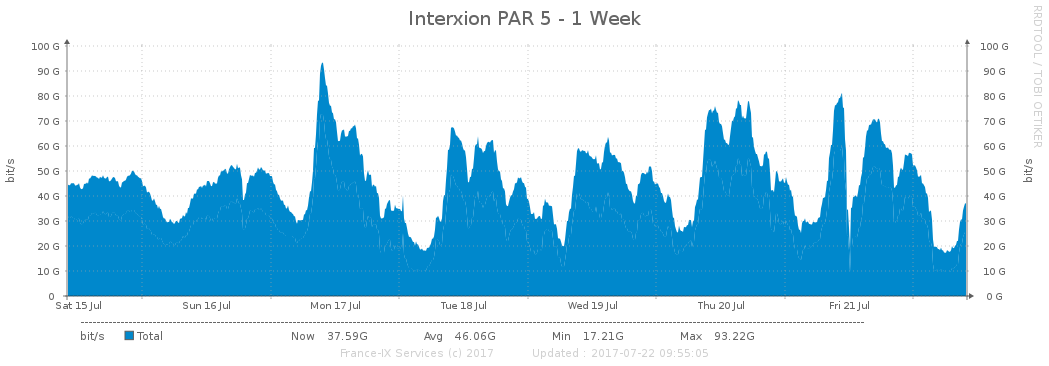 Interxion PAR 5 - 1 Week
RRDTOOL / TOBI OETIKER
100 G 100 G
90 G 90 G
80 G 80 G
70 G 70 G
60 G 60 G
50 G 50 G
40 G 40 G
30 G 30 G
20 G 20 G
10 G 10 G
0 0 G
bit/s bit/s
Sat 15 Jul Sun 16 Jul Mon 17 Jul Tue 18 Jul Wed 19 Jul Thu 20 Jul Fri 21 Jul
bit/s Total Now 37.59G Avg 46.06G Min 17.21G Max 93.22G
France-IX Services (c) 2017 Updated : 2017-07-22 09:55:05